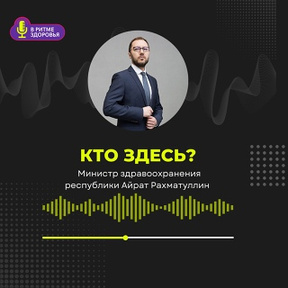 В РИТМЕ
ЗДОРОВЬЯ
КТО ЗДЕСЬ?
Министр здравоохранения
республики Айрат Рахматуллин